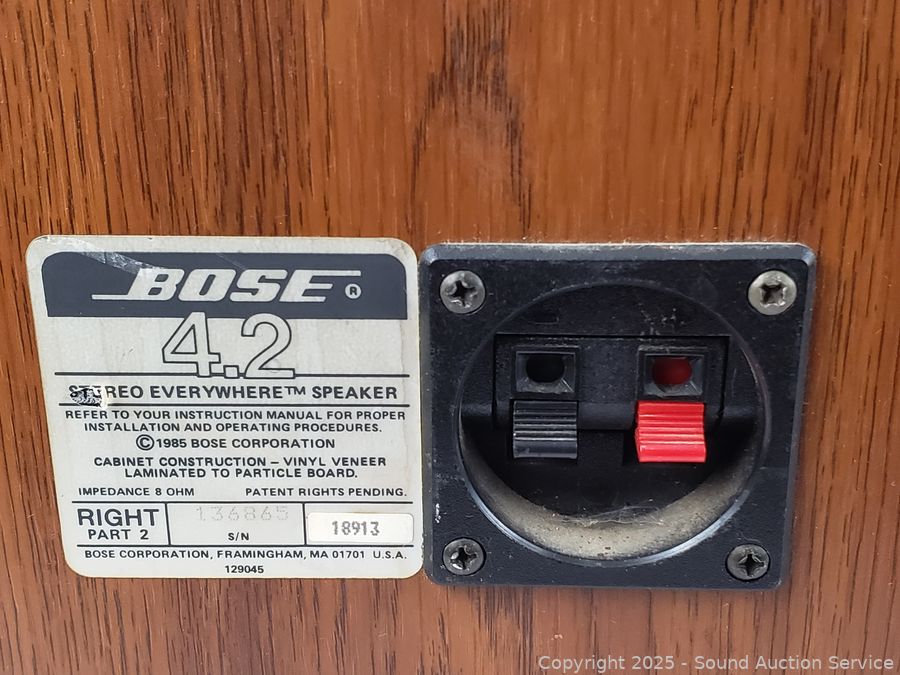 BOSE®
4.2
STEREO EVERYWHERE™ SPEAKER
REFER TO YOUR INSTRUCTION MANUAL FOR PROPER
INSTALLATION AND OPERATING PROCEDURES.
©1985 BOSE CORPORATION
CABINET CONSTRUCTION – VINYL VENEER
LAMINATED TO PARTICLE BOARD.
IMPEDANCE 8 OHM PATENT RIGHTS PENDING.
RIGHT 136865 18913
PART 2 S/N
BOSE CORPORATION, FRAMINGHAM, MA 01701 U.S.A.
129045
Copyright © 2025 - Sound Auction Service